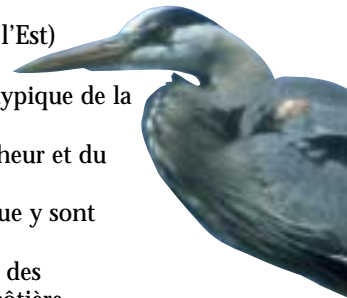 l'Est)
ypique de la
heur et du
ue y sont
des
ôtière